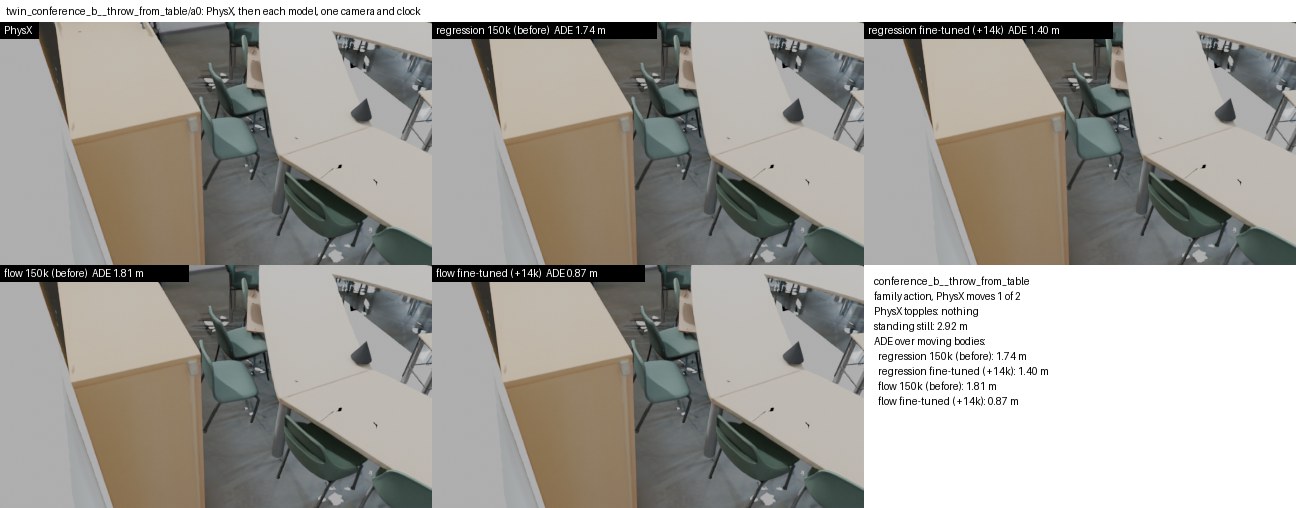 twin_conference_b__throw_from_table/a0: PhysX, then each model, one camera and clock
PhysX
regression 150k (before) ADE 1.74 m
regression fine-tuned (+14k) ADE 1.40 m
flow 150k (before) ADE 1.81 m
flow fine-tuned (+14k) ADE 0.87 m
conference_b__throw_from_table
family action, PhysX moves 1 of 2
PhysX topples: nothing
standing still: 2.92 m
ADE over moving bodies:
regression 150k (before): 1.74 m
regression fine-tuned (+14k): 1.40 m
flow 150k (before): 1.81 m
flow fine-tuned (+14k): 0.87 m